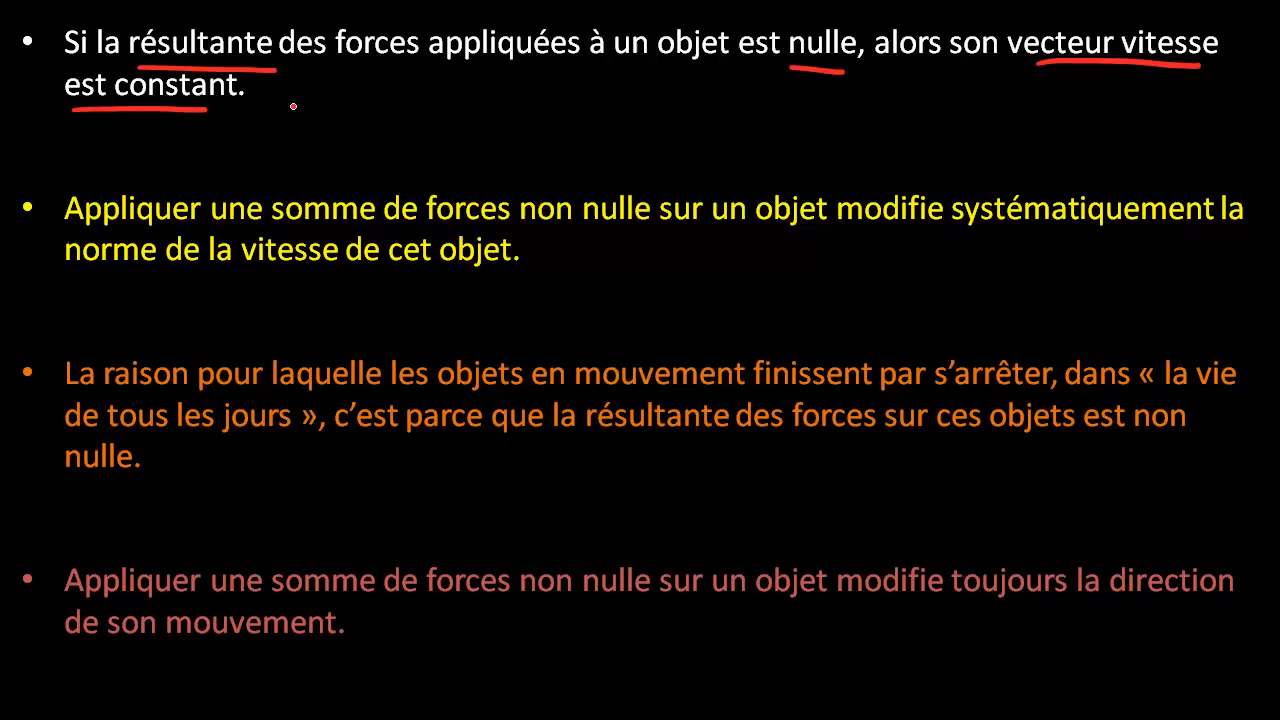 • Si la résultante des forces appliquées à un objet est nulle, alors son vecteur vitesse
est constant.
• Appliquer une somme de forces non nulle sur un objet modifie systématiquement la
norme de la vitesse de cet objet.
• La raison pour laquelle les objets en mouvement finissent par s’arrêter, dans « la vie
de tous les jours », c’est parce que la résultante des forces sur ces objets est non
nulle.
• Appliquer une somme de forces non nulle sur un objet modifie toujours la direction
de son mouvement.